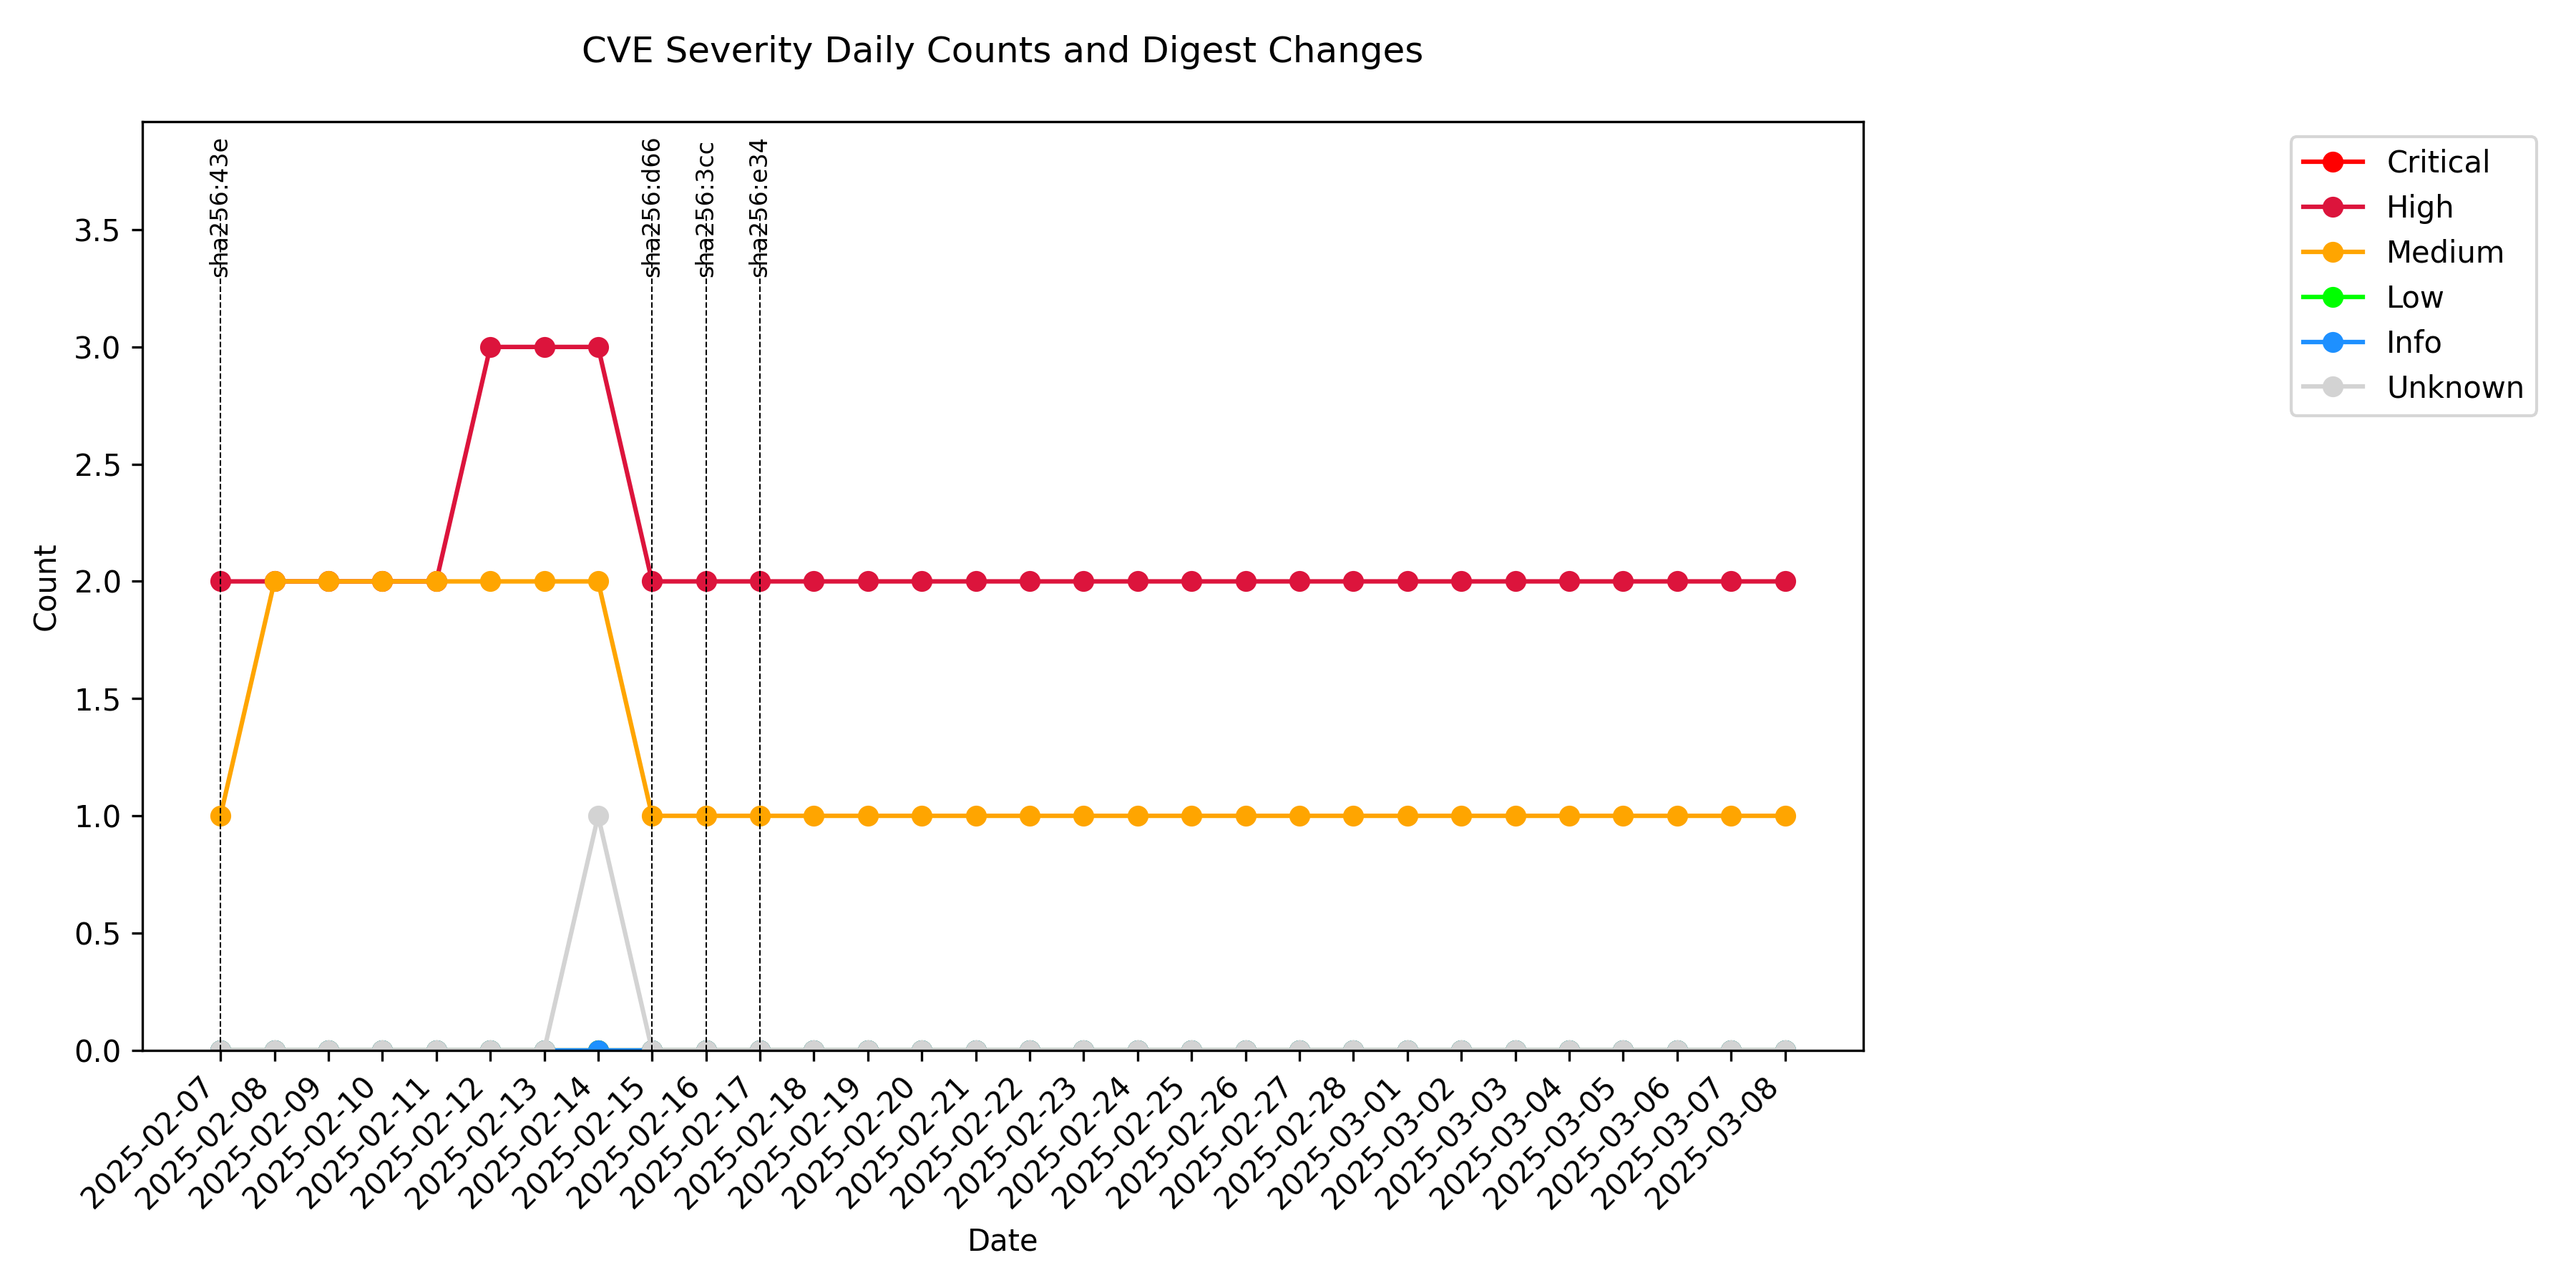 CVE Severity Daily Counts and Digest Changes
sha256:43e
sha256:d66
sha256:3cc
sha256:e34
Critical
High
Medium
Low
Info
Unknown
3.5
3.0
2.5
2.0
1.5
1.0
0.5
0.0
Count
2025-02-07
2025-02-08
2025-02-09
2025-02-10
2025-02-11
2025-02-12
2025-02-13
2025-02-14
2025-02-15
2025-02-16
2025-02-17
2025-02-18
2025-02-19
2025-02-20
2025-02-21
2025-02-22
2025-02-23
2025-02-24
2025-02-25
2025-02-26
2025-02-27
2025-02-28
2025-03-01
2025-03-02
2025-03-03
2025-03-04
2025-03-05
2025-03-06
2025-03-07
2025-03-08
Date